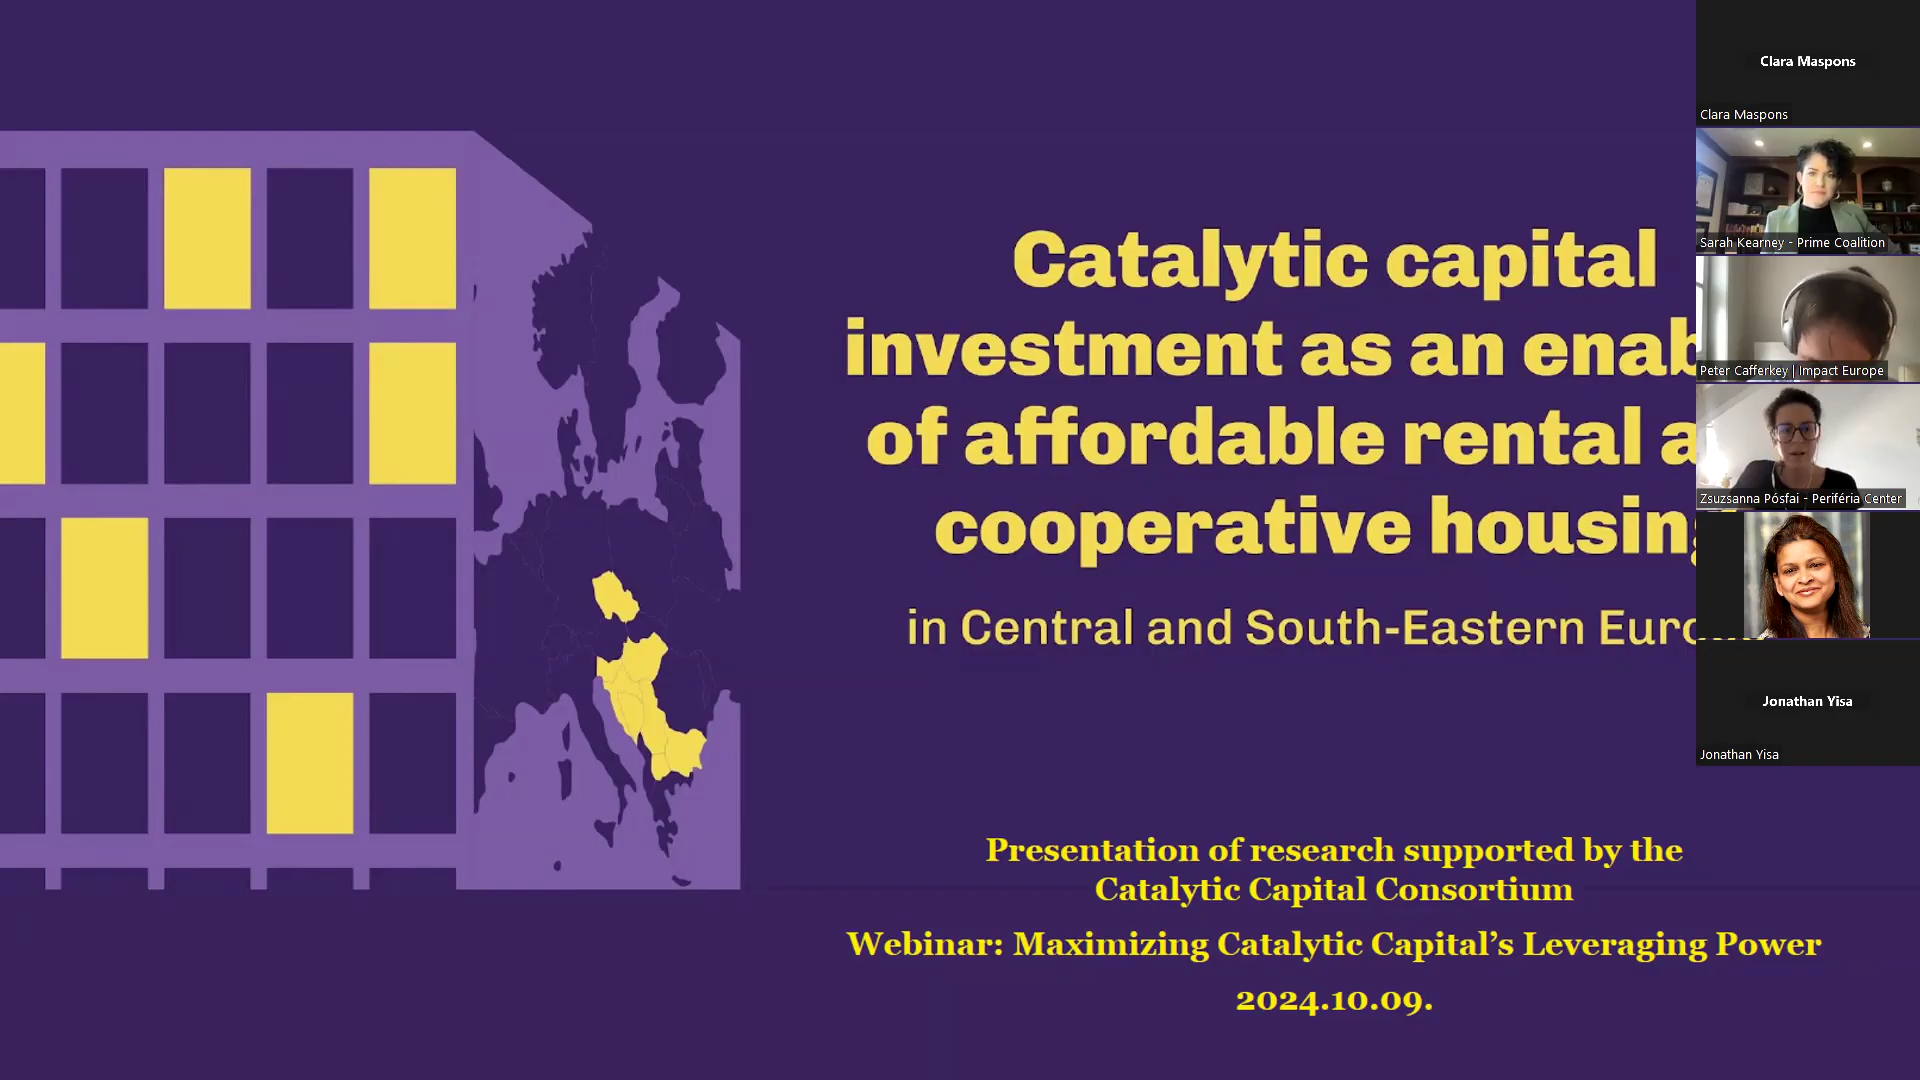 Catalytic capital
investment as an enab
of affordable rental a
cooperative housing
in Central and South-Eastern Euro
Presentation of research supported by the
Catalytic Capital Consortium
Webinar: Maximizing Catalytic Capital’s Leveraging Power
2024.10.09.
Clara Maspons
Clara Maspons
Sarah Kearney - Prime Coalition
Peter Cafferkey | Impact Europe
Zsuzsanna Pósfai - Periféria Center
Jonathan Yisa
Jonathan Yisa